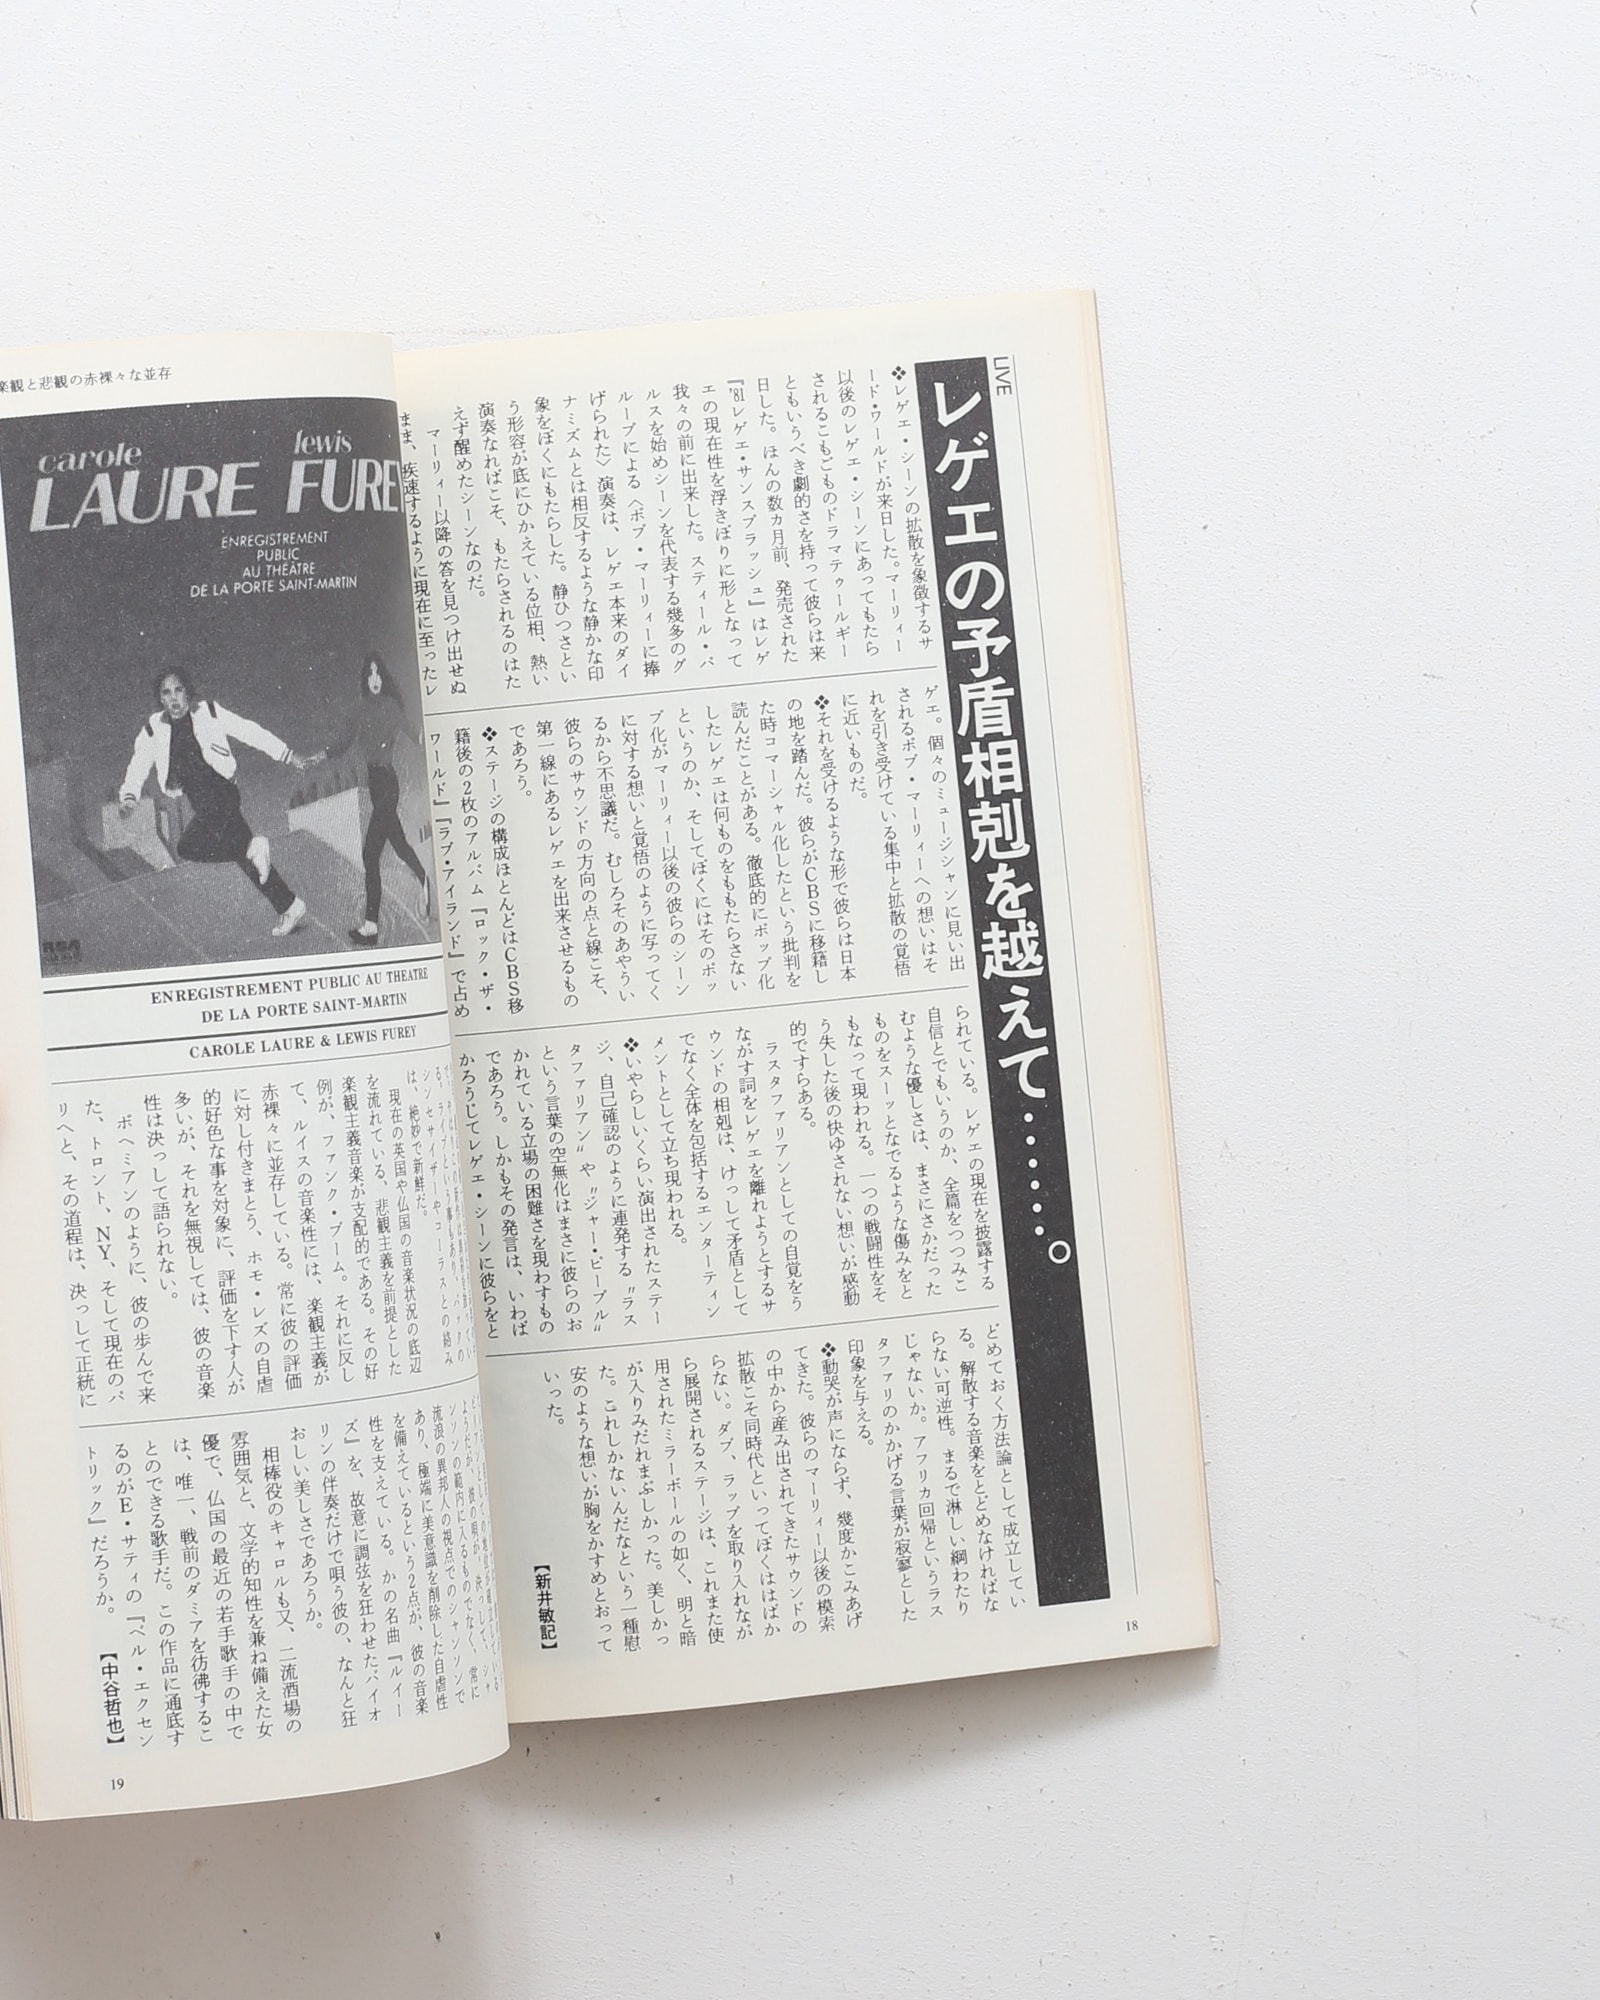 LIVE
レゲエの予盾相剋を越えて‥‥‥。
❖レゲエ・シーンの拡散を象徴するサ
ード・ワールドが来日した。マーリィー
以後のレゲエ・シーンにあってもたら
されるこもごものドラマトゥールギー
ともいうべき劇的さを持って彼らは来
日した。ほんの数ヵ月前、発売された
『'81レゲエ・サンスプラッシュ』はレゲ
エの現在性を浮きぼりに形となって
我々の前に出来した。スティール・パ
ルスを始めシーンを代表する幾多のグ
ループによる〈ボブ・マーリィーに捧
げられた〉演奏は、レゲエ本来のダイ
ナミズムとは相反するような静かな印
象をぼくにもたらした。静ひつさとい
う形容が底にひかえている位相、熱い
演奏なればこそ、もたらされるのはた
えず醒めたシーンなのだ。
マーリィー以降の答を見つけ出せぬ
まま、疾速するように現在に至ったレ
ゲエ。個々のミュージシャンに見い出
されるボブ・マーリィーへの想いはそ
れを引き受けている集中と拡散の覚悟
に近いものだ。
❖それを受けるような形で彼らは日本
の地を踏んだ。彼らがCBSに移籍し
た時コマーシャル化したという批判を
読んだことがある。徹底的にポップ化
したレゲエは何ものをももたらさない
というのか、そしてぼくにはそのポッ
プ化がマーリィー以後の彼らのシーン
に対する想いと覚悟のように写ってく
るから不思議だ。むしろそのあやうい
彼らのサウンドの方向の点と線こそ、
第一線にあるレゲエを出来させるもの
であろう。
❖ステージの構成ほとんどはCBS移
籍後の2枚のアルバム『ロック・ザ・
ワールド』『ラブ・アイランド』で占め
られている。レゲエの現在を披露する
自信とでもいうのか、全篇をつつみこ
むような優しさは、まさにさかだった
ものをスーッとなでるような傷みをと
もなって現われる。一つの戦闘性をそ
う失した後の快ゆされない想いが感動
的ですらある。
ラスタファリアンとしての自覚をう
ながす詞をレゲエを離れようとするサ
ウンドの相剋は、けっして矛盾として
でなく全体を包括するエンターティン
メントとして立ち現われる。
❖いやらしいくらい演出されたステー
ジ、自己確認のように連発する〝ラス
タファリアン〟や〝ジャー・ピープル〟
という言葉の空無化はまさに彼らのお
かれている立場の困難さを現わすもの
であろう。しかもその発言は、いわば
かろうじてレゲエ・シーンに彼らをと
どめておく方法論として成立してい
る。解散する音楽をとどめなければな
らない可逆性。まるで淋しい綱わたり
じゃないか。アフリカ回帰というラス
タファリのかかげる言葉が寂寥とした
印象を与える。
❖動哭が声にならず、幾度かこみあげ
てきた。彼らのマーリィー以後の模索
の中から産み出されてきたサウンドの
拡散こそ同時代といってぼくははばか
らない。ダブ、ラップを取り入れなが
ら展開されるステージは、これまた使
用されたミラーボールの如く、明と暗
が入りみだれまぶしかった。美しかっ
た。これしかないんだなという一種慰
安のような想いが胸をかすめとおって
いった。
【新井敏記】
18
楽観と悲観の赤裸々な並存
carole
LAURE
lewis
FUREY
ENREGISTREMENT
PUBLIC
AU THÉÂTRE
DE LA PORTE SAINT-MARTIN
ENREGISTREMENT PUBLIC AU THEATRE
DE LA PORTE SAINT-MARTIN
CAROLE LAURE & LEWIS FUREY
る。ライブという事もあり、バックの
シンセサイザーやコーラスとの絡み
は、絶妙で新鮮だ。
現在の英国や仏国の音楽状況の底辺
を流れている、悲観主義を前提とした
楽観主義音楽が支配的である。その好
例が、ファンク・ブーム。それに反し
て、ルイスの音楽性には、楽観主義が
赤裸々に並存している。常に彼の評価
に対し付きまとう、ホモ・レズの自虐
的好色な事を対象に、評価を下す人が
多いが、それを無視しては、彼の音楽
性は決っして語られない。
ボヘミアンのように、彼の歩んで来
た、トロント、NY、そして現在のパ
リへと、その道程は、決っして正統に
ようだが、彼の唄が、決っして、シャ
ンソンの範内に入るものでなく、常に
流浪の異邦人の視点でのシャンソンで
あり、極端に美意識を削除した自虐性
を備えているという2点が、彼の音楽
性を支えている。かの名曲『ルイー
ズ』を、故意に調弦を狂わせたバイオ
リンの伴奏だけで唄う彼の、なんと狂
おしい美しさであろうか。
相棒役のキャロルも又、二流酒場の
雰囲気と、文学的知性を兼ね備えた女
優で、仏国の最近の若手歌手の中で
は、唯一、戦前のダミアを彷彿するこ
とのできる歌手だ。この作品に通底す
るのがE・サティの『ベル・エクセン
トリック』だろうか。
【中谷哲也】
19